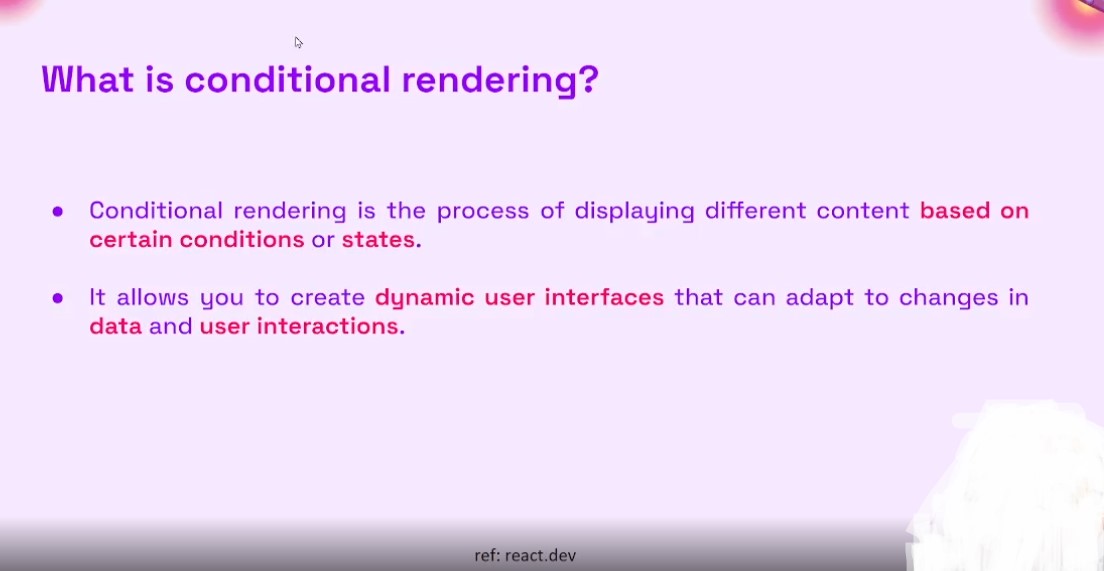 What is conditional rendering?
● Conditional rendering is the process of displaying different content based on
certain conditions or states.
● It allows you to create dynamic user interfaces that can adapt to changes in
data and user interactions.
ref: react.dev